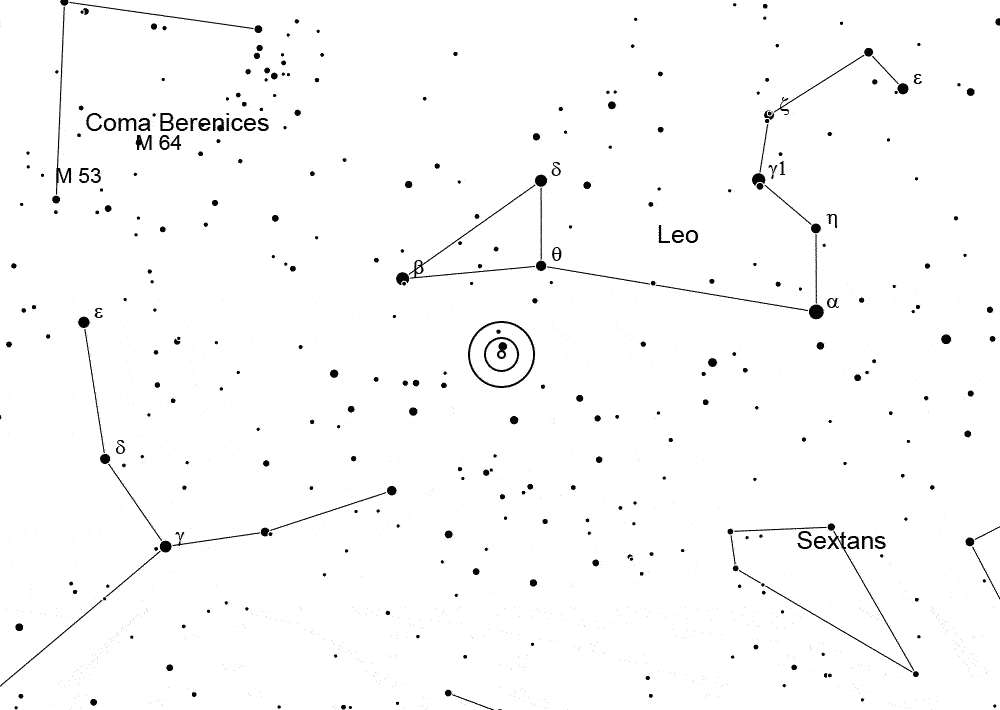 ε
ζ
Coma Berenices
M 64
M 53
δ
γ1
η
Leo
θ
β
α
ε
δ
γ
Sextans